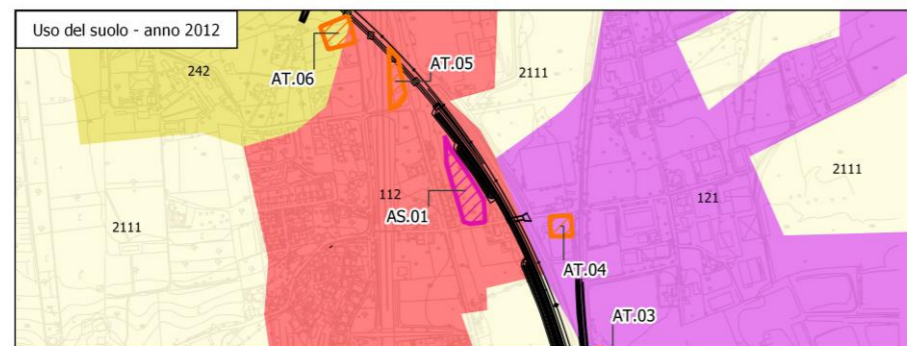 Uso del suolo - anno 2012
242
AT.06
AT.05
2111
2111
112
AS.01
121
2111
AT.04
AT.03